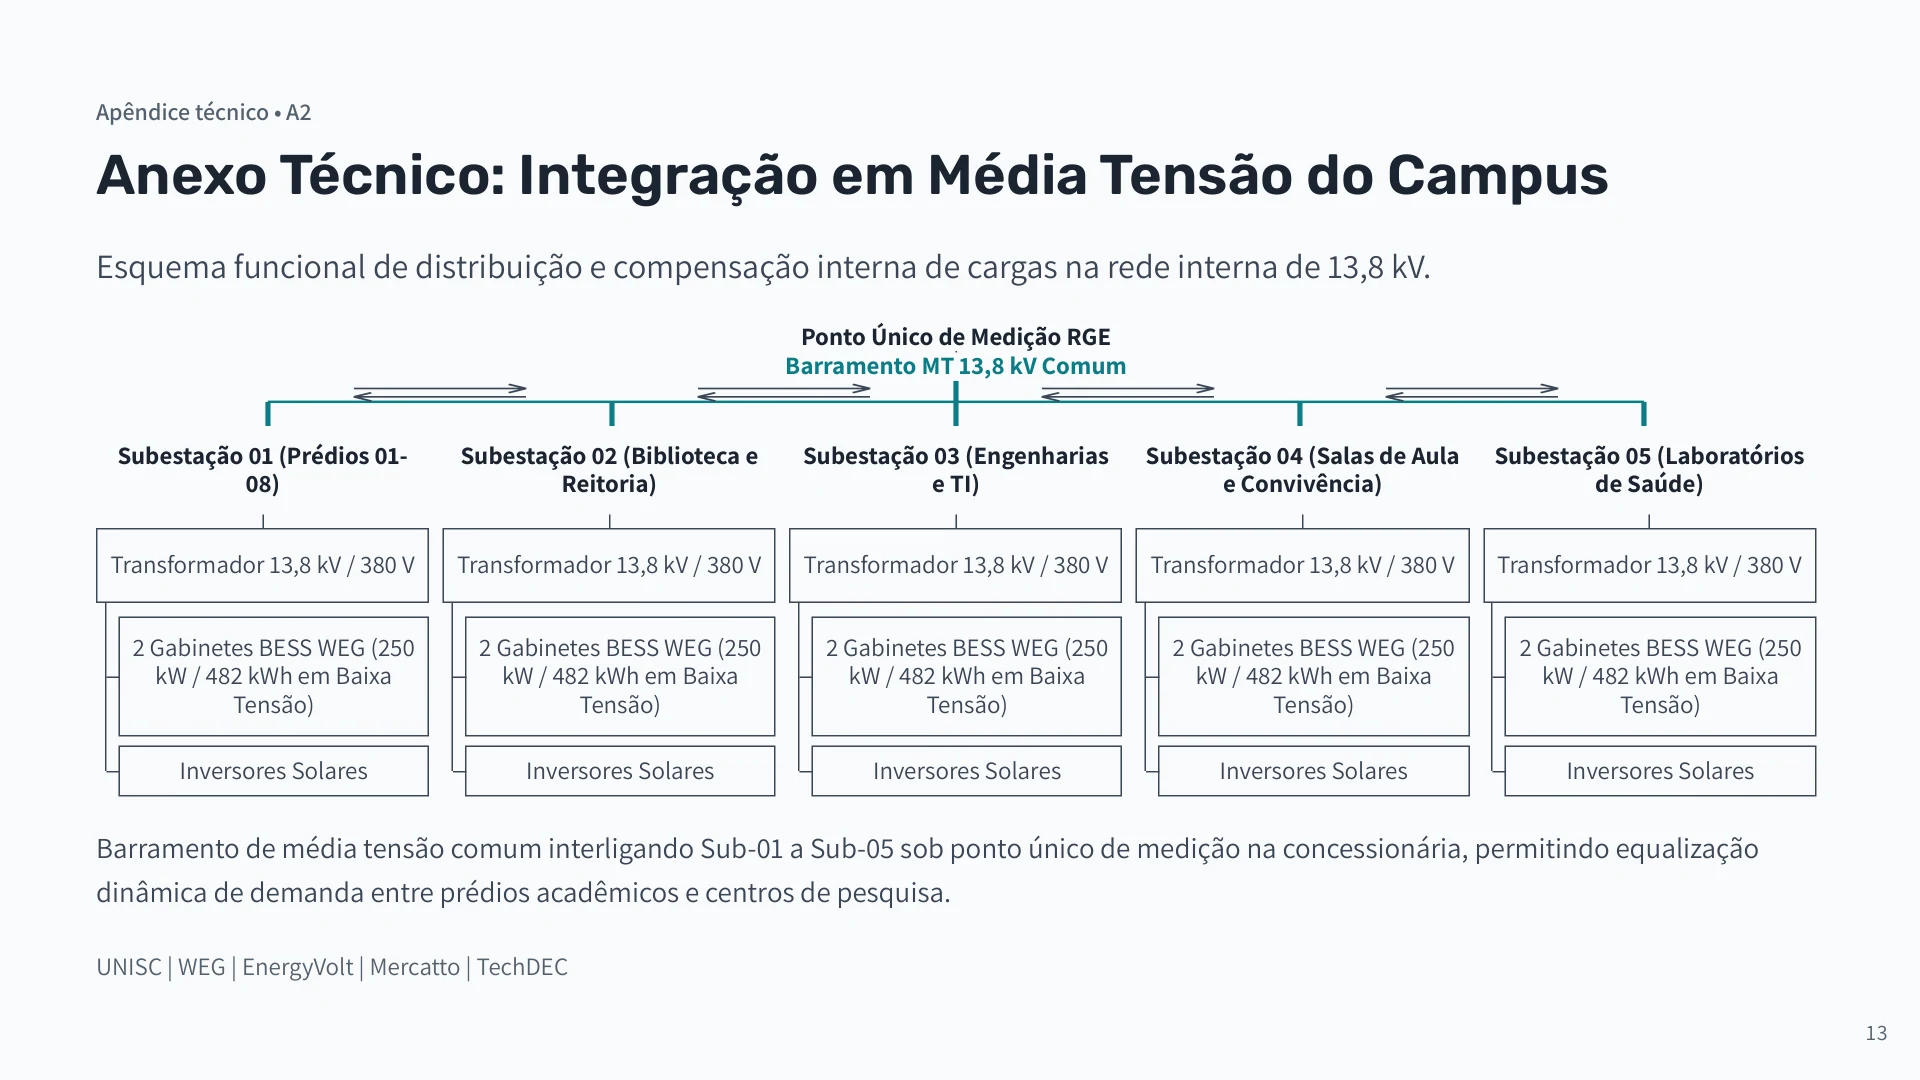 Apêndice técnico • A2
Anexo Técnico: Integração em Média Tensão do Campus
Esquema funcional de distribuição e compensação interna de cargas na rede interna de 13,8 kV.
Ponto Único de Medição RGE
Barramento MT 13,8 kV Comum
Subestação 01 (Prédios 01-
08)
Transformador 13,8 kV / 380 V
2 Gabinetes BESS WEG (250
kW / 482 kWh em Baixa
Tensão)
Inversores Solares
Subestação 02 (Biblioteca e
Reitoria)
Transformador 13,8 kV / 380 V
2 Gabinetes BESS WEG (250
kW / 482 kWh em Baixa
Tensão)
Inversores Solares
Subestação 03 (Engenharias
e TI)
Transformador 13,8 kV / 380 V
2 Gabinetes BESS WEG (250
kW / 482 kWh em Baixa
Tensão)
Inversores Solares
Subestação 04 (Salas de Aula
e Convivência)
Transformador 13,8 kV / 380 V
2 Gabinetes BESS WEG (250
kW / 482 kWh em Baixa
Tensão)
Inversores Solares
Subestação 05 (Laboratórios
de Saúde)
Transformador 13,8 kV / 380 V
2 Gabinetes BESS WEG (250
kW / 482 kWh em Baixa
Tensão)
Inversores Solares
Barramento de média tensão comum interligando Sub-01 a Sub-05 sob ponto único de medição na concessionária, permitindo equalização
dinâmica de demanda entre prédios acadêmicos e centros de pesquisa.
UNISC | WEG | EnergyVolt | Mercatto | TechDEC
13